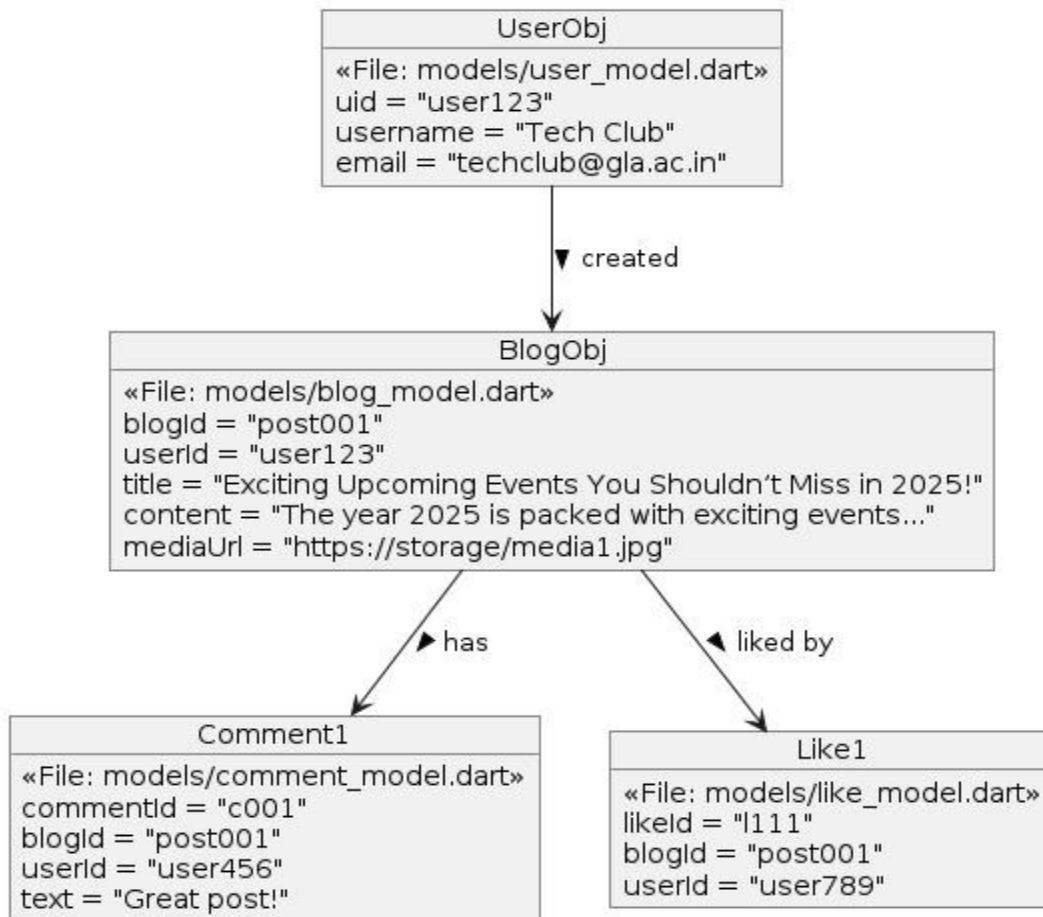 UserObj
«File: models/user_model.dart»
uid = "user123"
username = "Tech Club"
email = "techclub@gla.ac.in"
created
BlogObj
«File: models/blog_model.dart»
blogId = "post001"
userId = "user123"
title = "Exciting Upcoming Events You Shouldn’t Miss in 2025!"
content = "The year 2025 is packed with exciting events..."
mediaUrl = "https://storage/media1.jpg"
has
liked by
Comment1
«File: models/comment_model.dart»
commentId = "c001"
blogId = "post001"
userId = "user456"
text = "Great post!"
Like1
«File: models/like_model.dart»
likeId = "l111"
blogId = "post001"
userId = "user789"